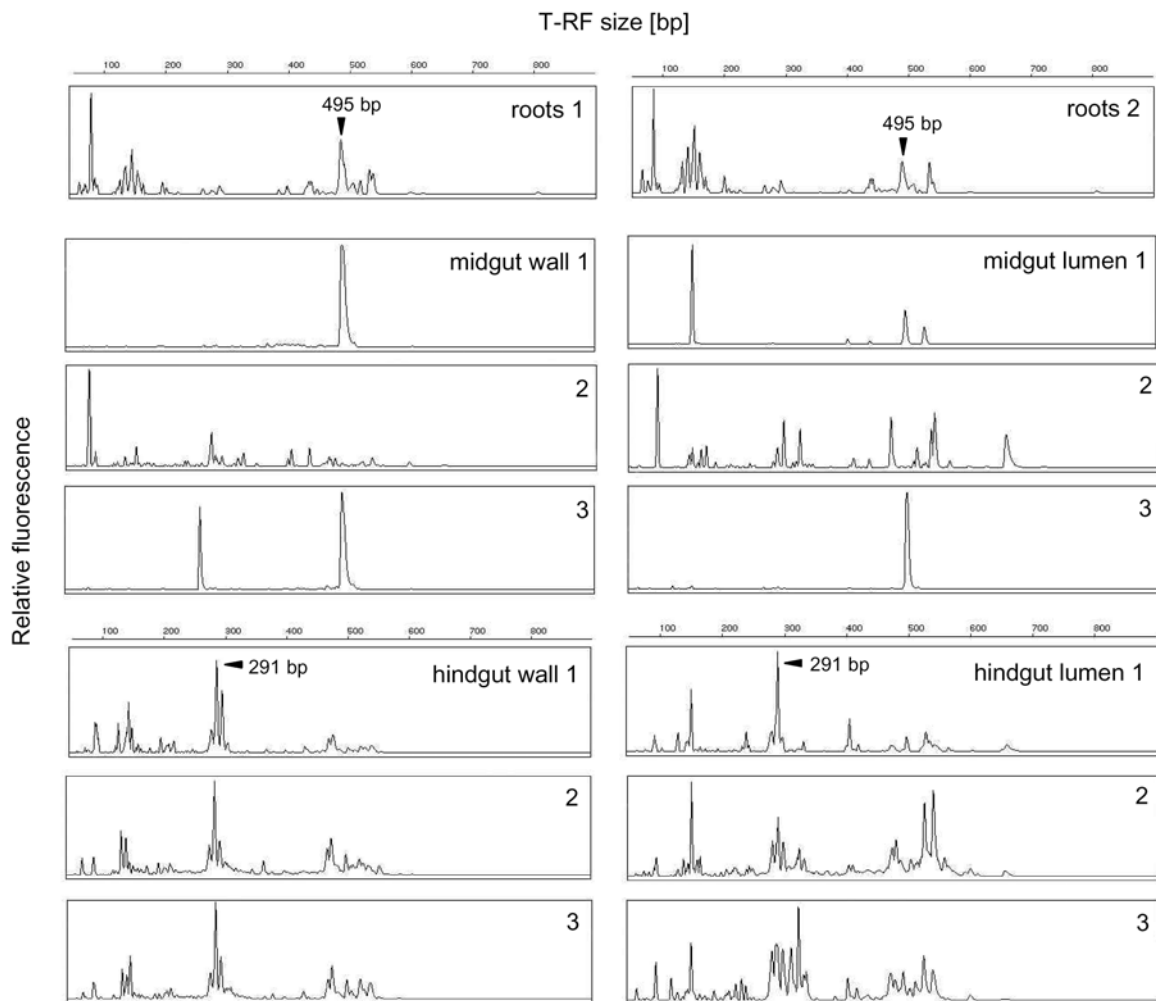 T-RF size [bp]
100 200 300 400 500 600 700 800
100 200 300 400 500 600 700 800
495 bp
roots 1
495 bp
roots 2
midgut wall 1
midgut lumen 1
2
2
3
3
Relative fluorescence
100 200 300 400 500 600 700 800
100 200 300 400 500 600 700 800
291 bp
hindgut wall 1
291 bp
hindgut lumen 1
2
2
3
3